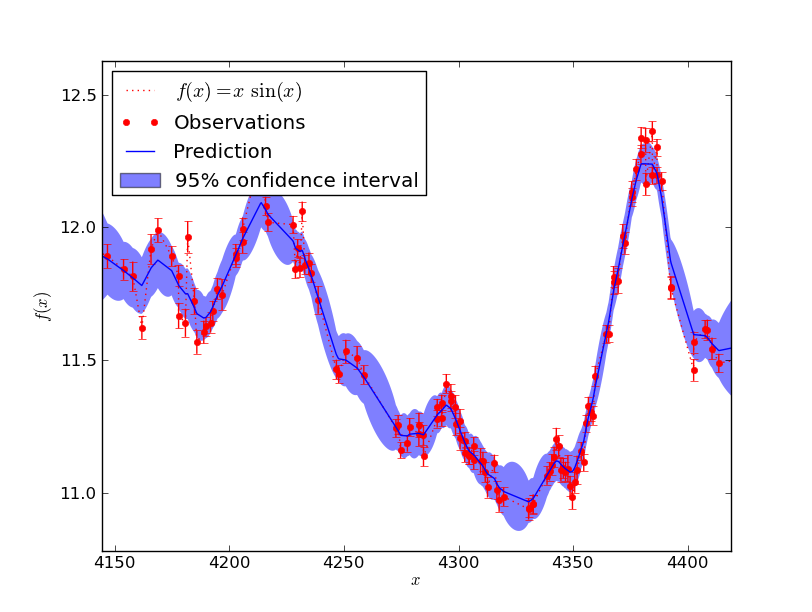 f(x) = x sin(x)
Observations
Prediction
95% confidence interval
12.5
12.0
11.5
11.0
f(x)
4150 4200 4250 4300 4350 4400
x